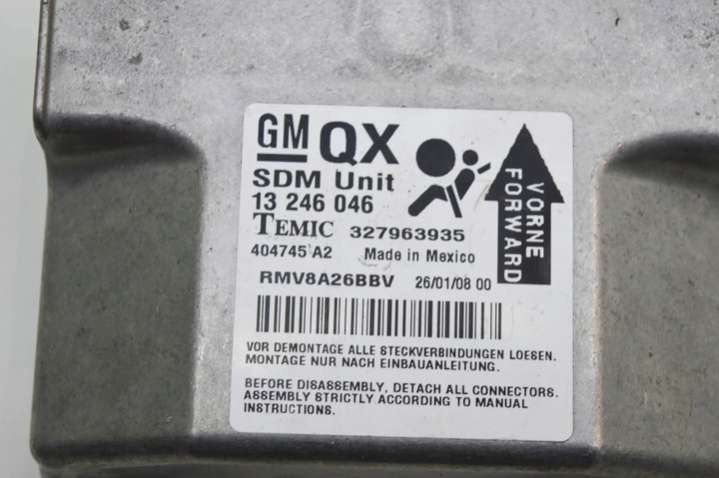 GM QX
SDM Unit
13 246 046
TEMIC 327963935
404745 A2 Made in Mexico
RMV8A26BBV 26/01/08 00
VORNE
FORWARD
VOR DEMONTAGE ALLE STECKVERBINDUNGEN LOESEN.
MONTAGE NUR NACH EINBAUANLEITUNG.
BEFORE DISASSEMBLY, DETACH ALL CONNECTORS.
ASSEMBLY STRICTLY ACCORDING TO MANUAL
INSTRUCTIONS.